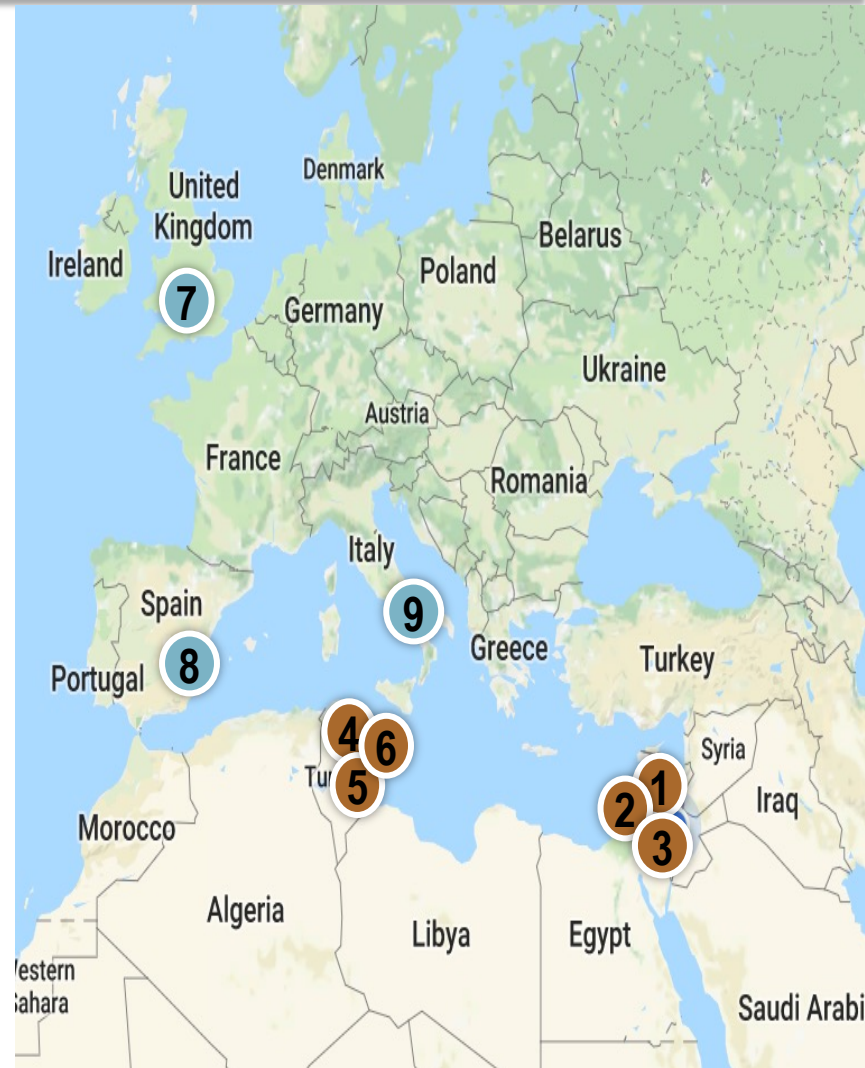 Denmark
United
Kingdom
Belarus
Ireland
Poland
7
Germany
Ukraine
Austria
France
Romania
Italy
Spain
9
Greece
8
Portugal
Turkey
4
6
Syria
Tu
5
1
2
Iraq
Morocco
3
Algeria
Libya
Egypt
estern
Sahara
Saudi Arabi